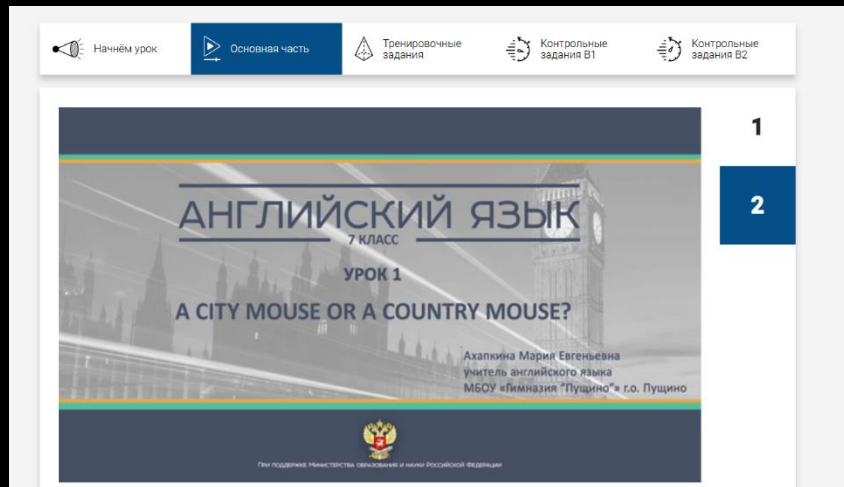 Начнём урок
Основная часть
Тренировочные
задания
Контрольные
задания В1
Контрольные
задания В2
1
2
АНГЛИЙСКИЙ ЯЗЫК
7 КЛАСС
УРОК 1
A CITY MOUSE OR A COUNTRY MOUSE?
Ахапкина Мария Евгеньевна
учитель английского языка
МБОУ «Гимназия "Пущино"» г.о. Пущино
При поддержке Министерства образования и науки Российской Федерации